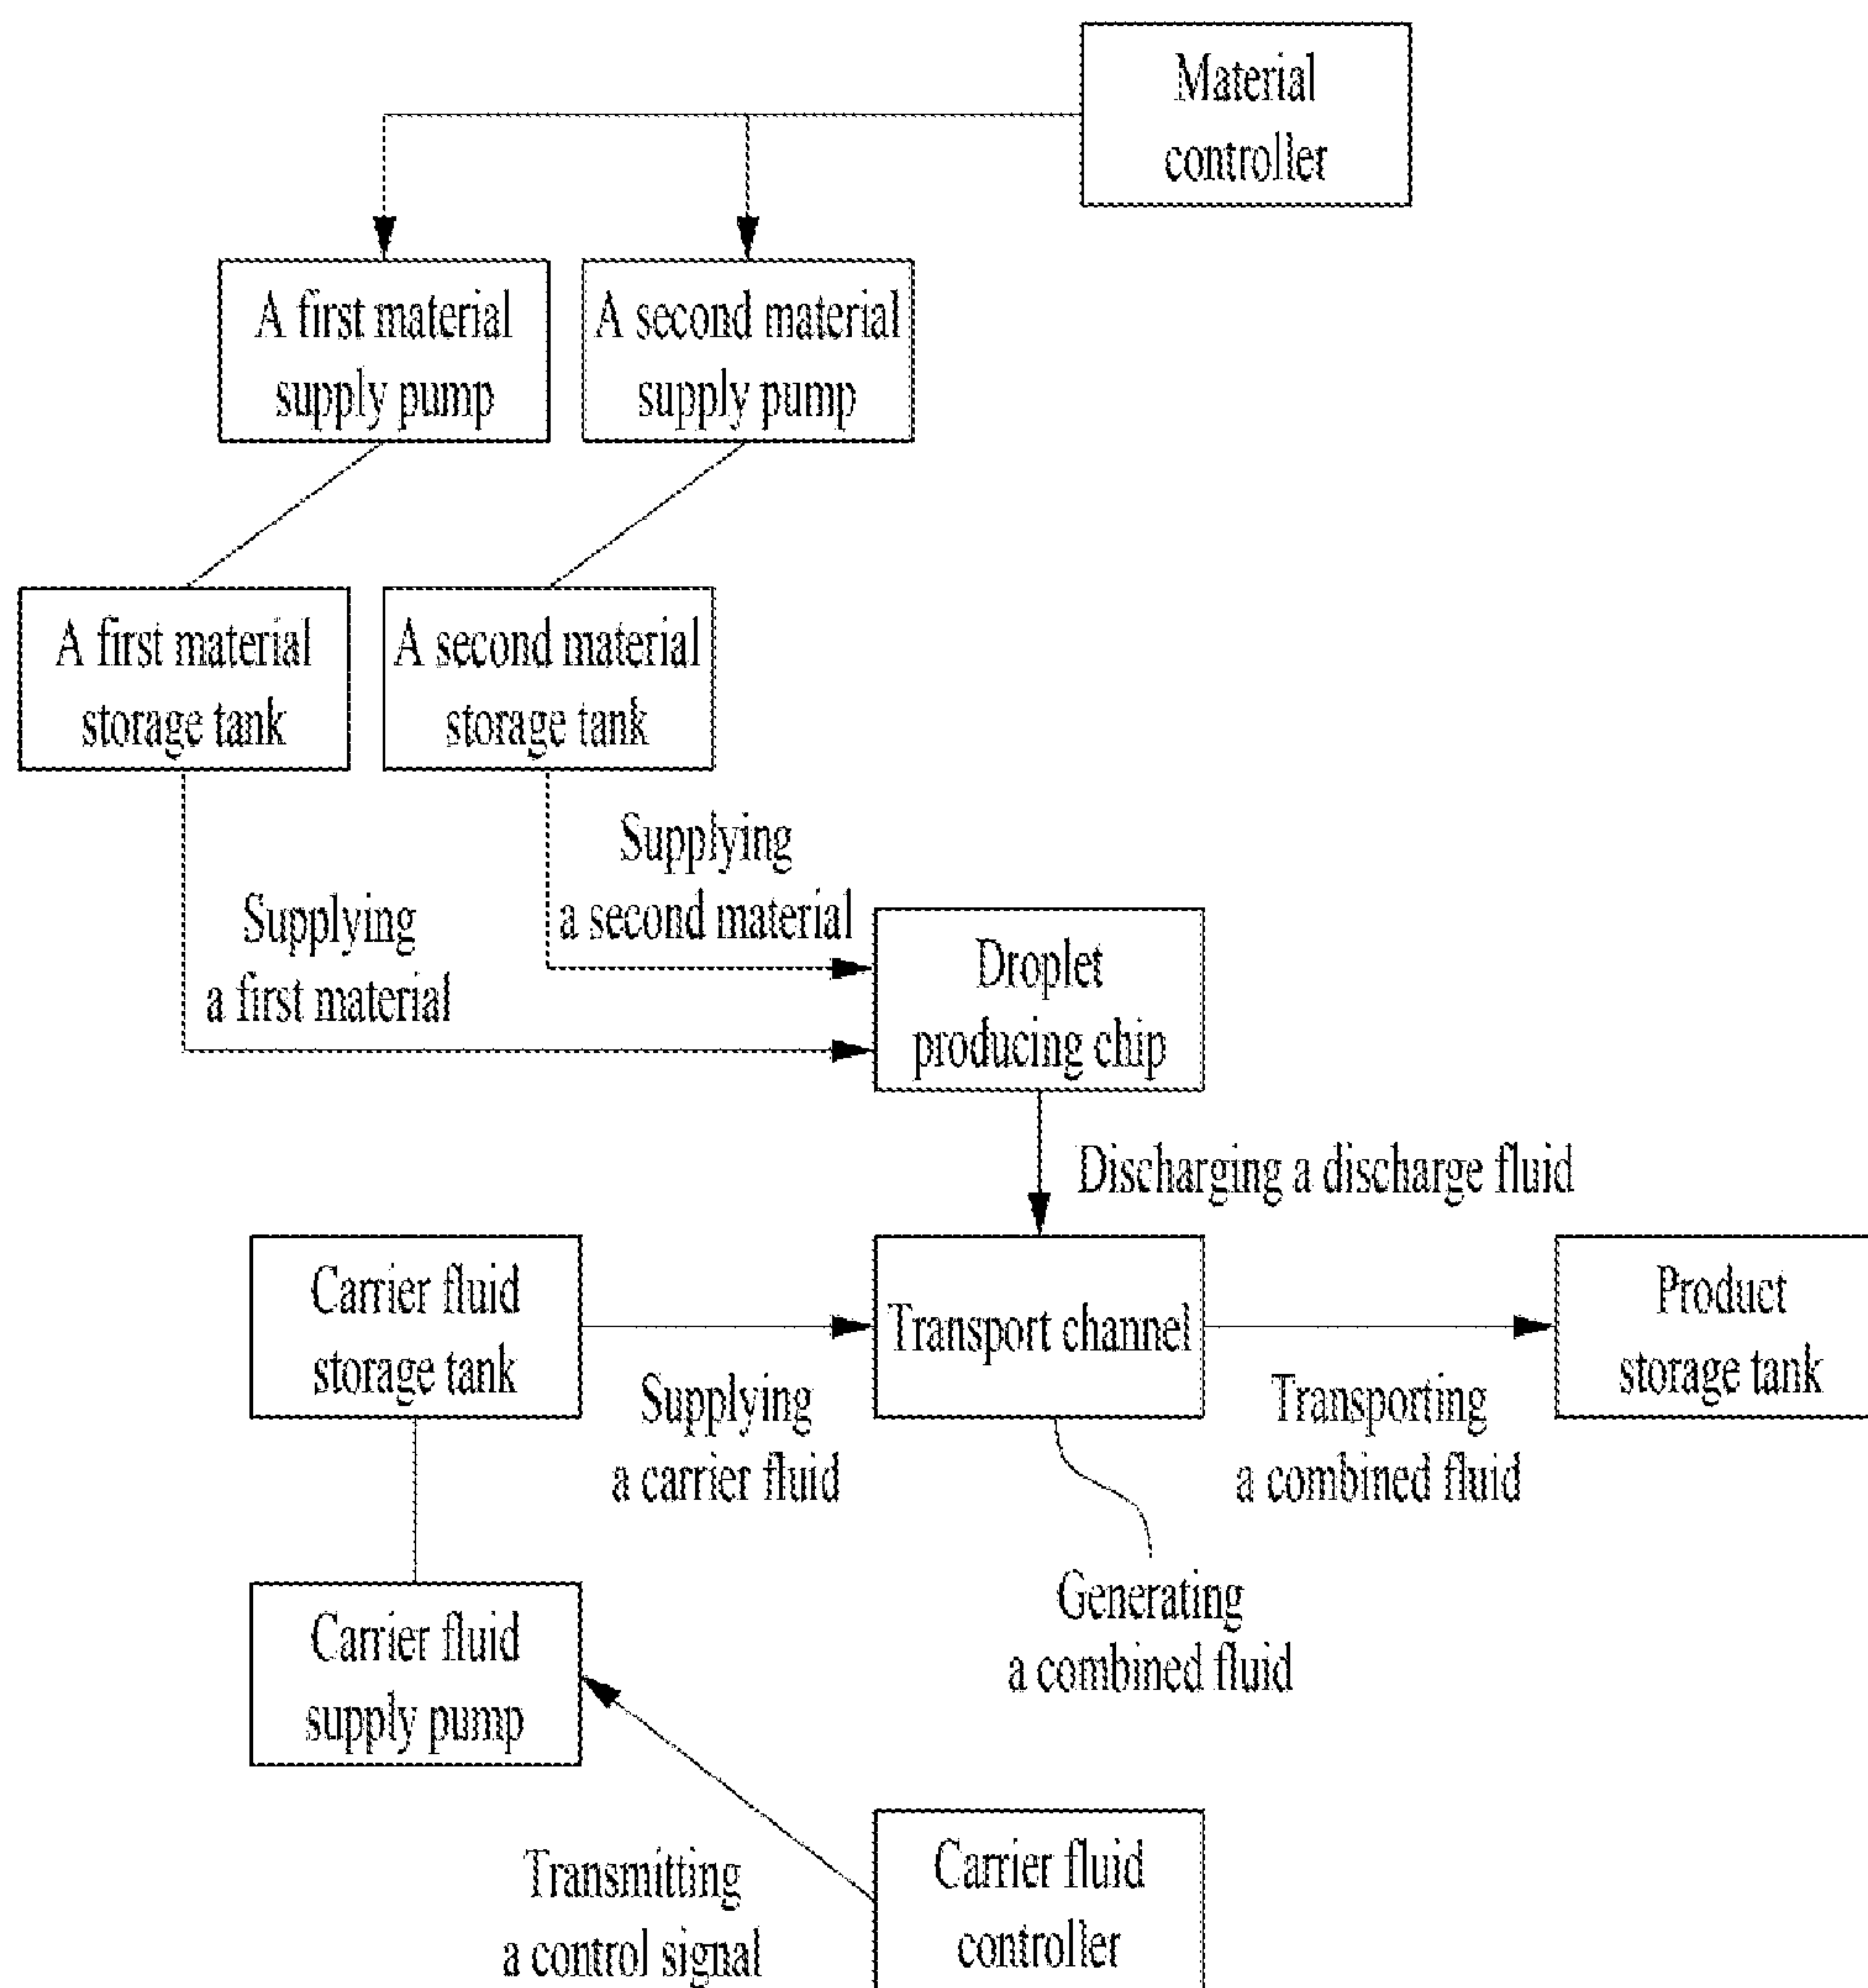 Material
controller
A first material
supply pump
A second material
supply pump
A first material
storage tank
A second material
storage tank
Supplying
a second material
Supplying
a first material
Droplet
producing chip
Discharging a discharge fluid
Carrier fluid
storage tank
Transport channel
Product
storage tank
Supplying
a carrier fluid
Transporting
a combined fluid
Generating
a combined fluid
Carrier fluid
supply pump
Transmitting
a control signal
Carrier fluid
controller